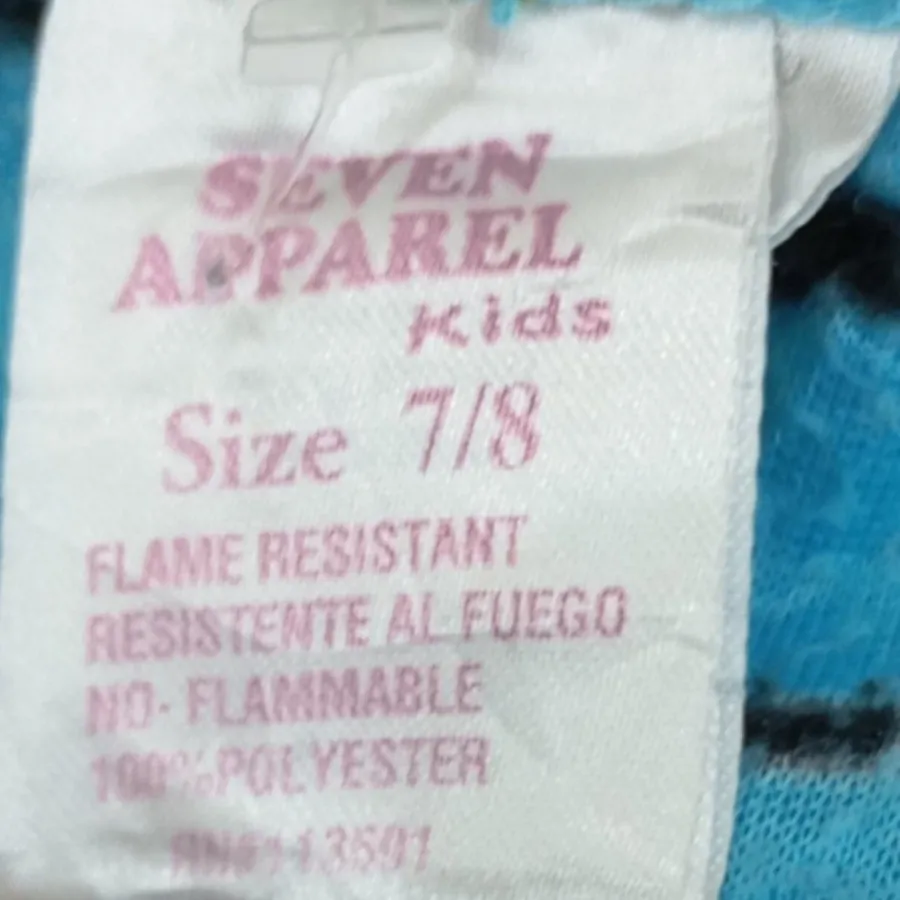 SEVEN
APPAREL
Kids
Size 7/8
FLAME RESISTANT
RESISTENTE AL FUEGO
NO- FLAMMABLE
100%POLYESTER